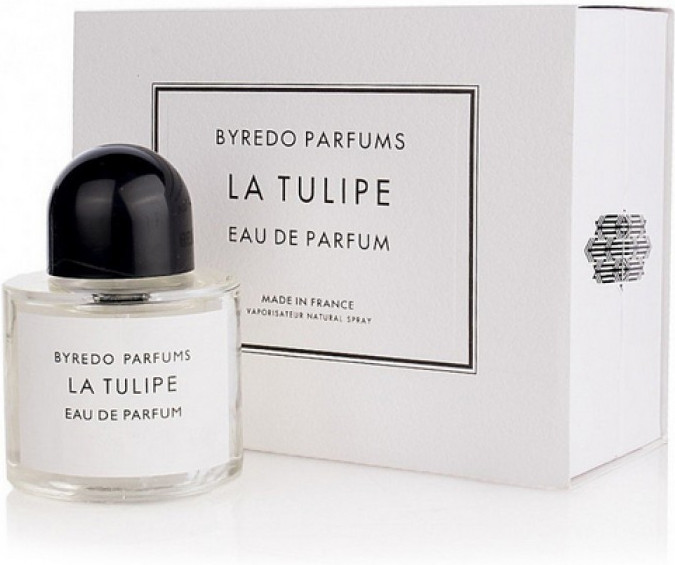 BYREDO PARFUMS
LA TULIPE
EAU DE PARFUM
MADE IN FRANCE
VAPORISATEUR NATURAL SPRAY
BYREDO PARFUMS
LA TULIPE
EAU DE PARFUM